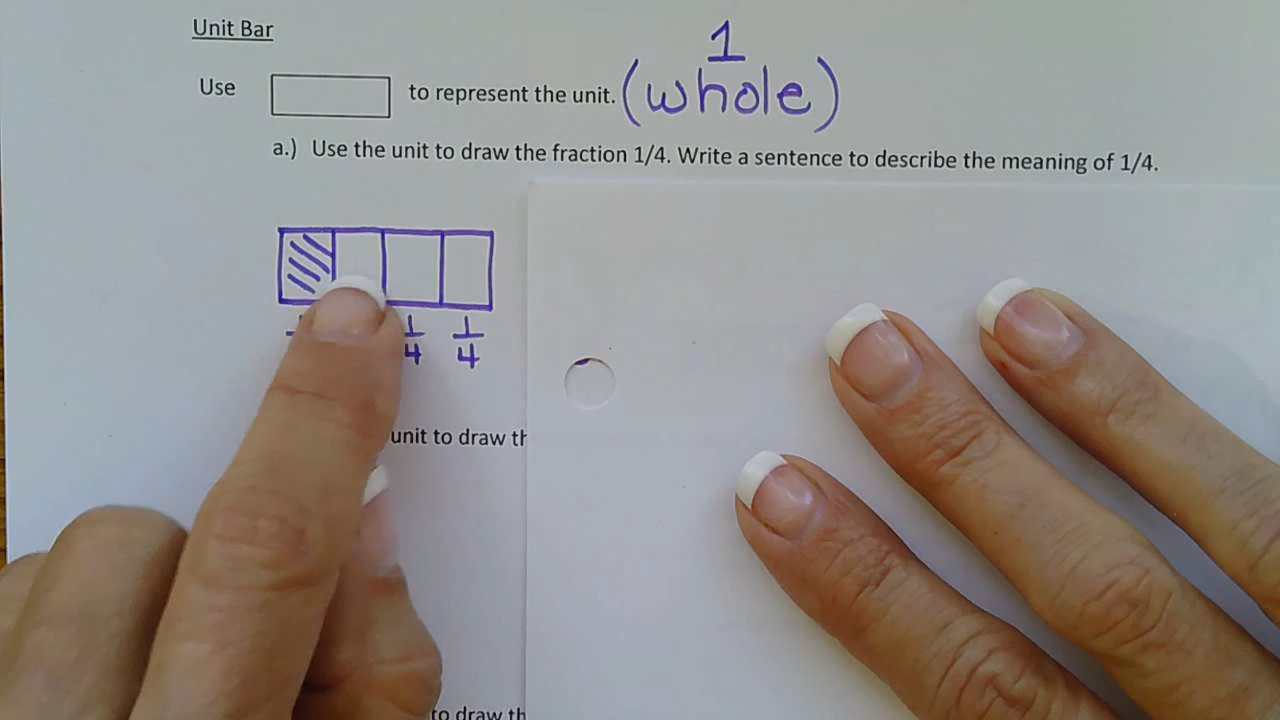 Unit Bar
1
Use to represent the unit. (whole)
a.) Use the unit to draw the fraction 1/4. Write a sentence to describe the meaning of 1/4.
1/4 1/4
unit to draw th
to draw th